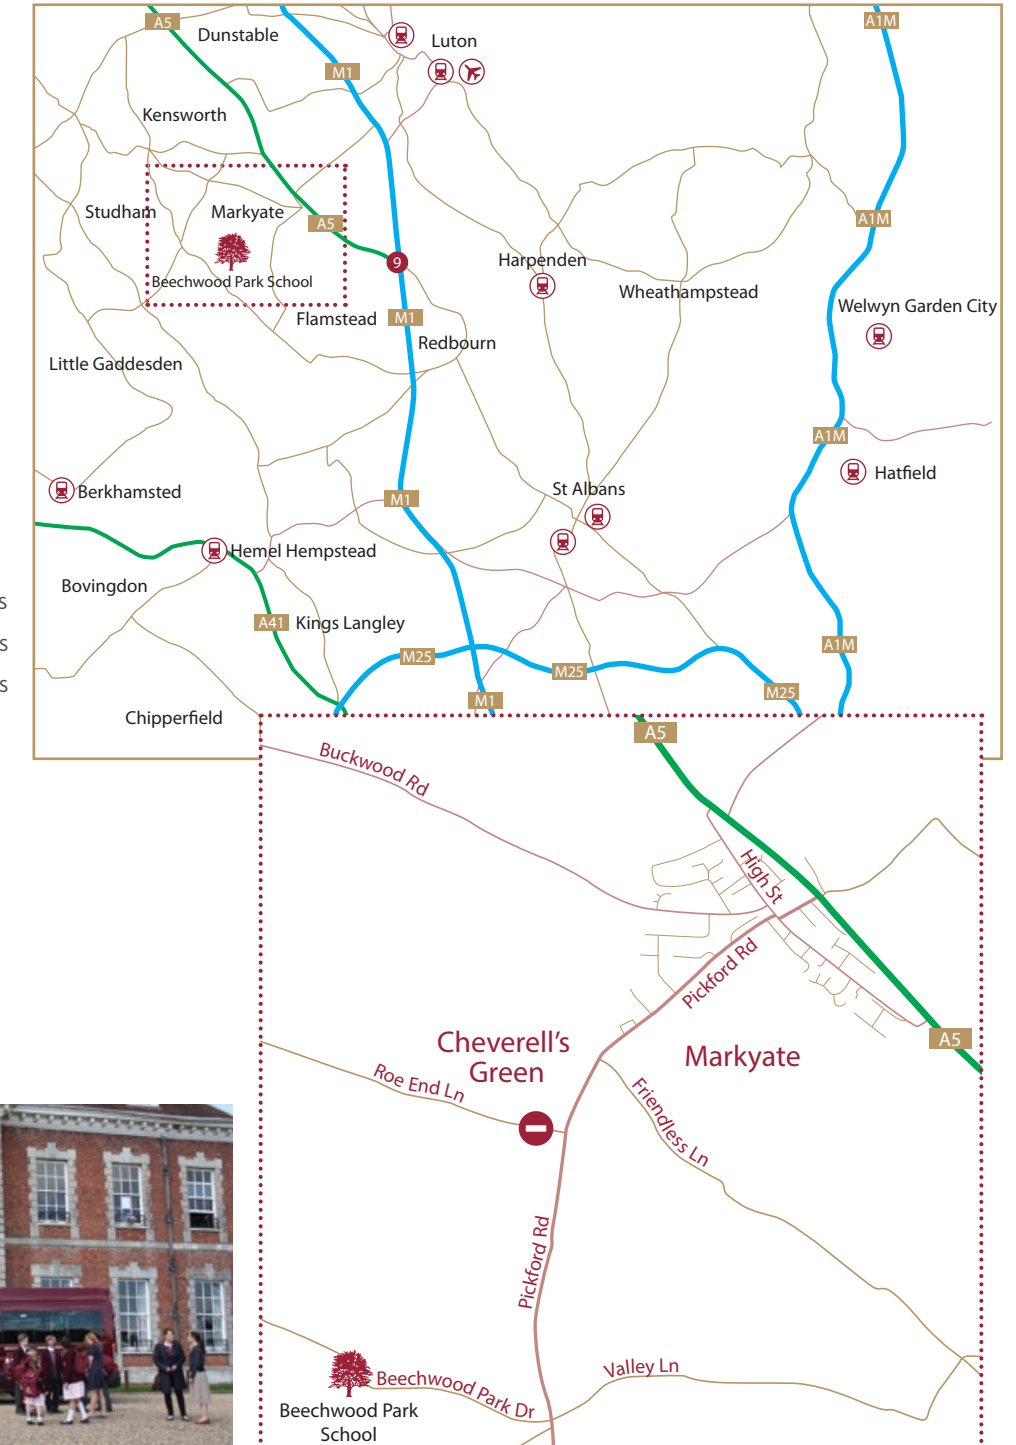 A5
A1M
Dunstable
Luton
M1
Kensworth
Studham
Markyate
A5
A1M
Beechwood Park School
9
Harpenden
Wheathampstead
Flamstead
M1
Welwyn Garden City
Redbourn
Little Gaddesden
A1M
Hatfield
Berkhamsted
M1
St Albans
Hemel Hempstead
Bovingdon
s
A41
Kings Langley
s
M25
M25
A1M
s
M1
M25
Chipperfield
A5
Buckwood Rd
High St
Pickford Rd
Cheverell's
Green
Markyate
A5
Roe End Ln
Friendless Ln
Pickford Rd
Valley Ln
Beechwood Park Dr
Beechwood Park
School